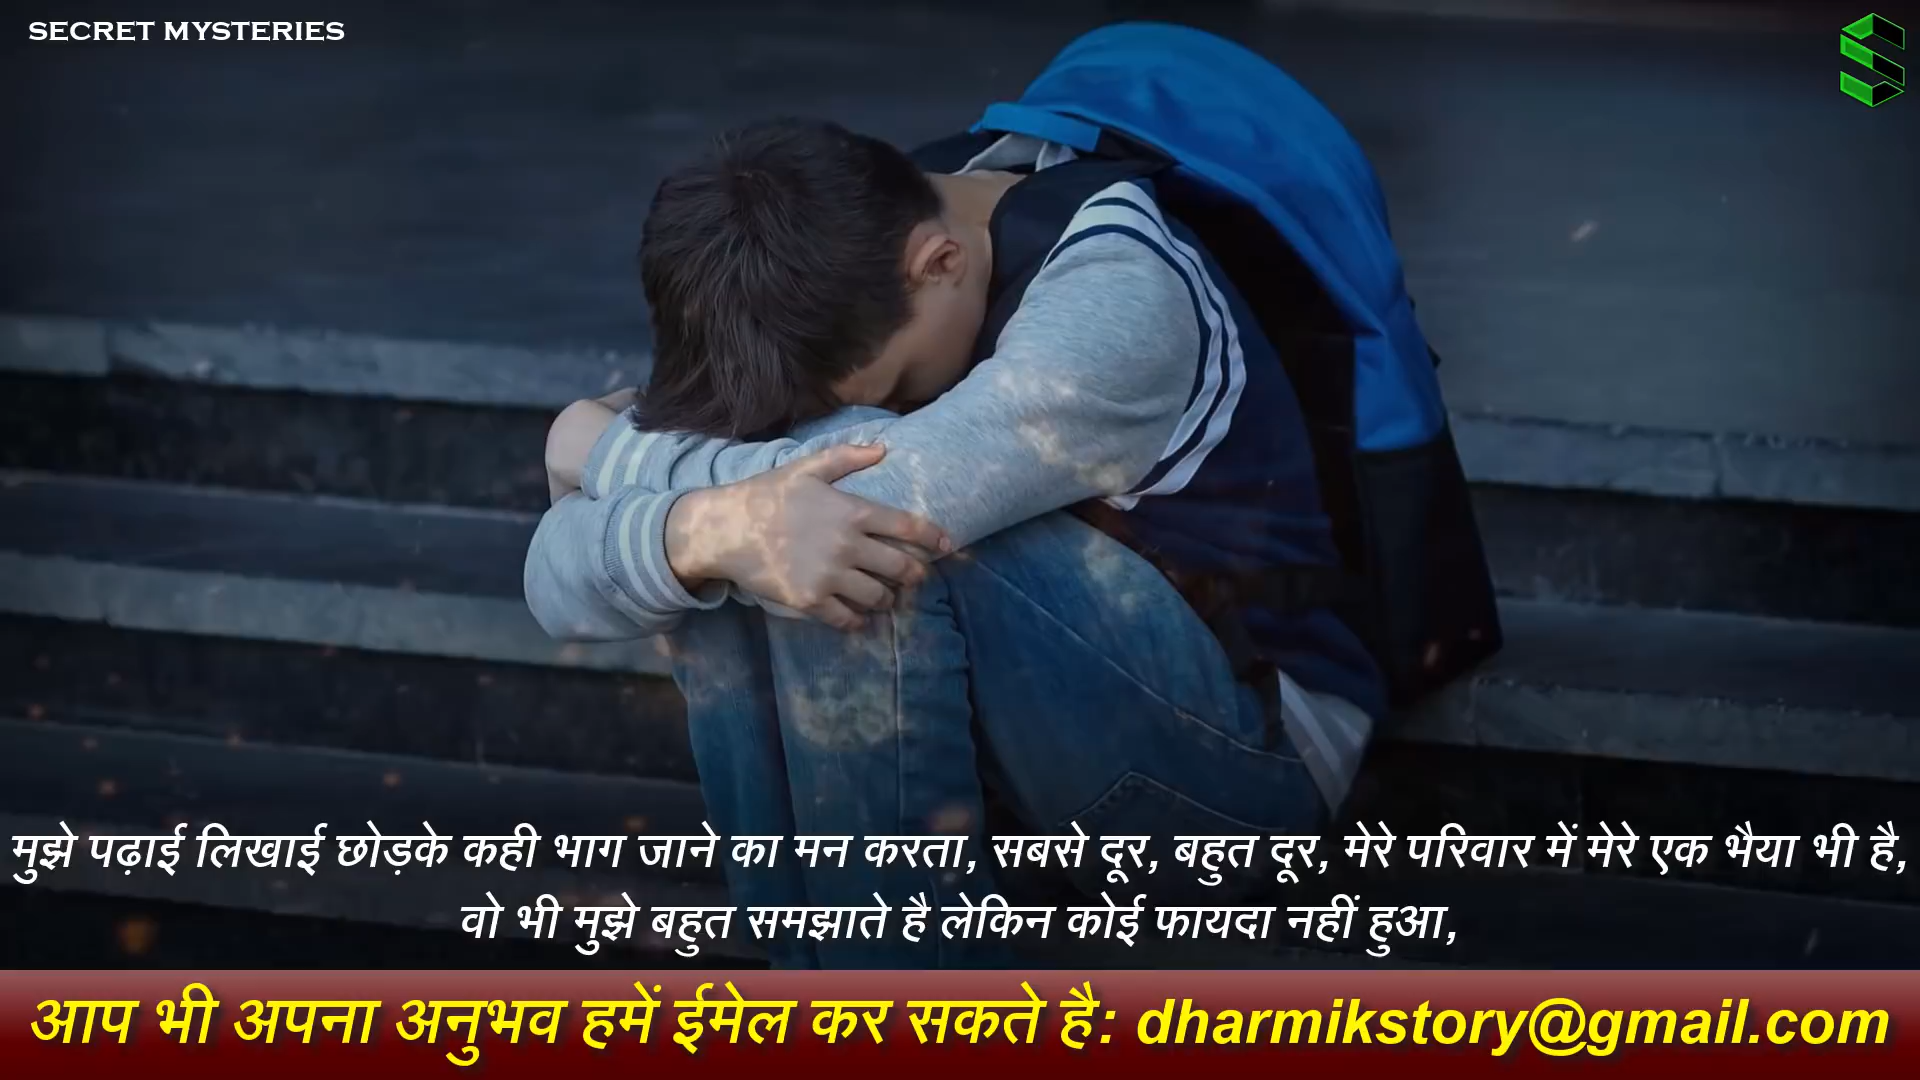 SECRET MYSTERIES
मुझे पढ़ाई लिखाई छोड़के कही भाग जाने का मन करता, सबसे दूर, बहुत दूर, मेरे परिवार में मेरे एक भैया भी है,
वो भी मुझे बहुत समझाते है लेकिन कोई फायदा नहीं हुआ,
आप भी अपना अनुभव हमें ईमेल कर सकते है: dharmikstory@gmail.com